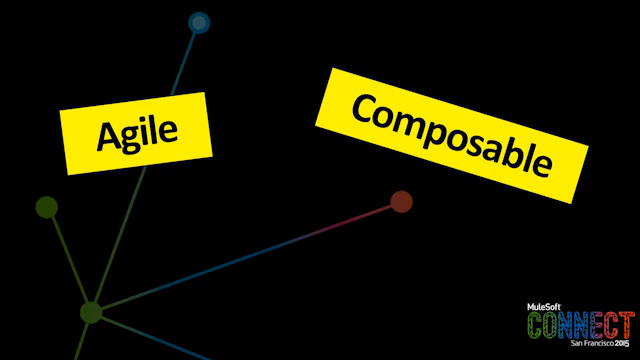 Agile
Composable
MuleSoft
CONNECT
San Francisco 2015